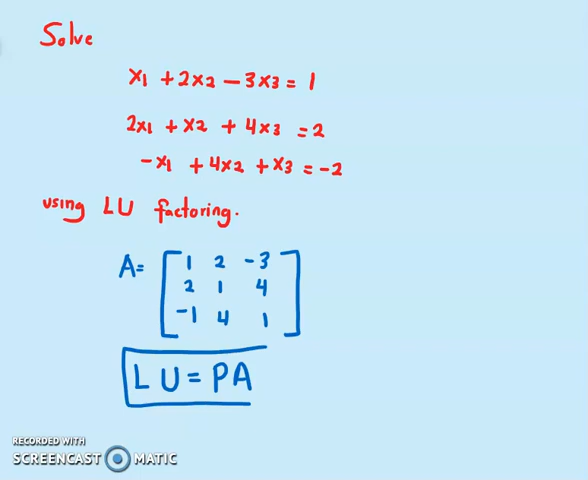 Solve
x1 + 2x2 - 3x3 = 1
2x1 + x2 + 4x3 = 2
-x1 + 4x2 + x3 = -2
using LU factoring.
A= [ 1 2 -3
2 1 4
-1 4 1 ]
LU = PA
RECORDED WITH
SCREENCAST MATIC